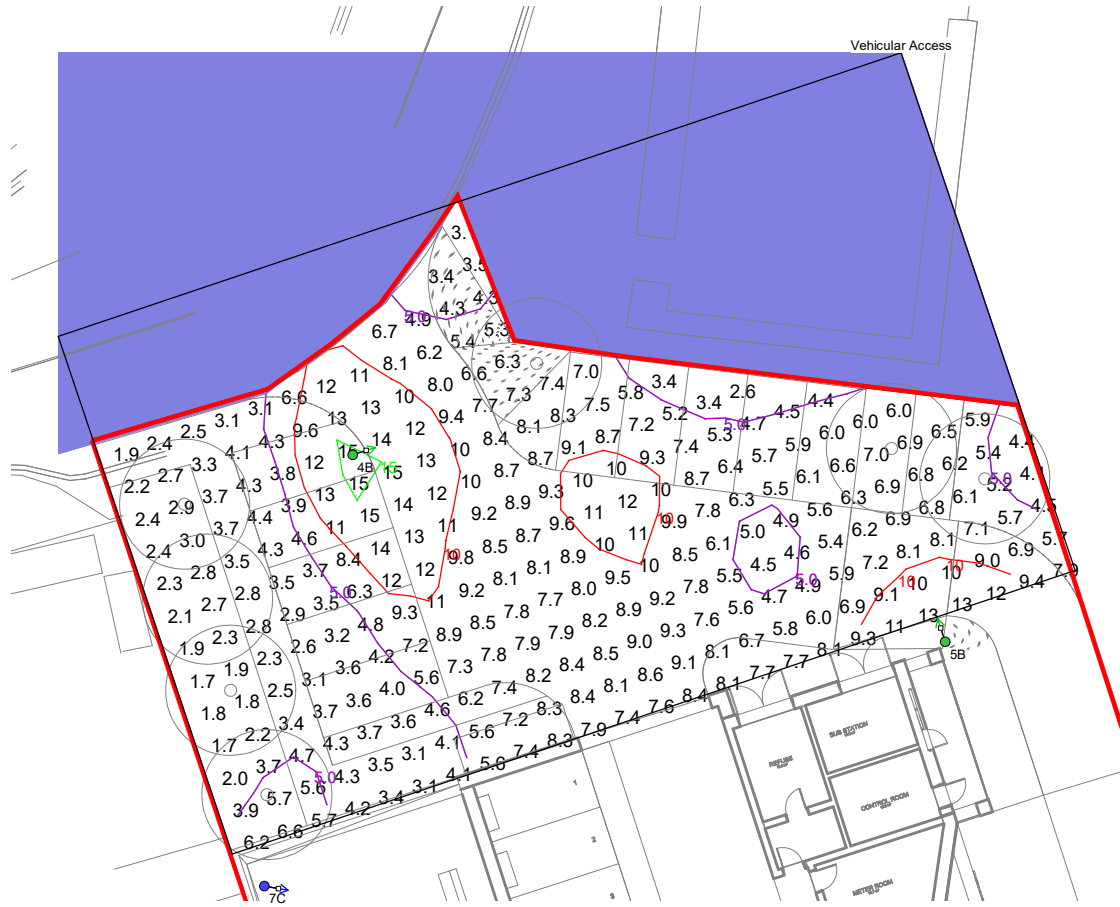 Vehicular Access
3.
3.4 3.5
6.7 4.9 4.3 4.3
5.0
1.9 2.4 2.5 3.1 3.1 6.6 12 11 8.1 6.2 5.4 5.3
2.2 2.7 3.3 4.1 4.3 9.6 13 13 10 8.0 6.6 6.3
2.4 2.9 3.7 4.3 3.8 12 15 14 12 9.4 7.7 7.3 7.4 7.0
4B
15
2.4 3.0 3.7 4.4 3.9 13 15 15 13 10 8.4 8.1 8.3 7.5 5.8 3.4
2.3 2.8 3.5 4.3 4.6 11 15 14 12 10 8.7 8.7 9.1 8.7 7.2 5.2 3.4 2.6
5.0
2.1 2.7 2.8 3.5 3.7 8.4 14 13 11 9.2 8.9 9.3 10 10 9.3 7.4 5.3 4.7 4.5 4.4
10
10
1.9 2.3 2.8 2.9 3.5 6.3 12 12 9.8 8.5 8.7 9.6 11 12 10 8.7 6.4 5.7 5.9 6.0 6.0 6.0
5.0
1.7 1.9 2.3 2.6 3.2 4.8 9.3 11 9.2 8.1 8.1 8.9 10 11 9.9 7.8 6.3 5.5 6.1 6.6 7.0 6.9 6.5 5.9
1.8 1.8 2.5 3.1 3.6 4.2 7.2 8.9 8.5 7.8 7.7 8.0 9.5 10 8.5 6.1 5.0 4.9 5.6 6.3 6.9 6.8 6.2 5.4 4.4
5.0
5.0
1.7 2.2 3.4 3.7 3.6 4.0 5.6 7.3 7.8 7.9 7.9 8.2 8.9 9.2 7.8 5.5 4.5 4.6 5.4 6.2 6.9 6.8 6.1 5.2 4.1
2.0 3.7 4.7 4.3 3.7 3.6 4.6 6.2 7.4 8.2 8.4 8.5 9.0 9.3 7.6 5.6 4.7 4.9 5.9 7.2 8.1 8.1 7.1 5.7 4.5
5.0
10
10
3.9 5.7 5.6 4.3 3.5 3.1 4.1 5.6 7.2 8.3 8.4 8.1 8.6 9.1 8.1 6.7 5.8 6.0 6.9 9.1 10 10 9.0 6.9 5.7
6.2 6.6 5.7 4.2 3.4 3.1 4.1 5.6 7.4 8.3 7.9 7.4 7.6 8.4 8.1 7.7 7.7 8.1 9.3 11 13 13 12 9.4 7.9
5B
SUB STATION
REFUSE
CONTROL ROOM
METER ROOM
1
2
3
7C